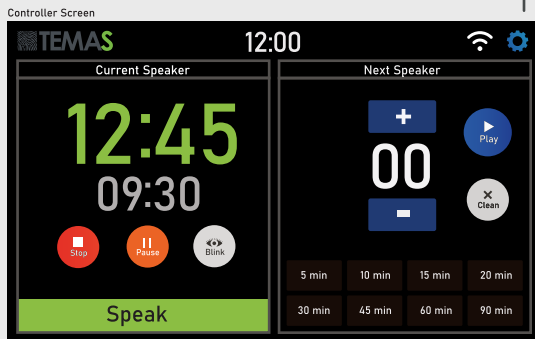 Controller Screen
TEMAS
12:00
Current Speaker
12:45
09:30
Stop
Pause
Blink
Speak
Next Speaker
+
00
-
Play
Clean
5 min
10 min
15 min
20 min
30 min
45 min
60 min
90 min